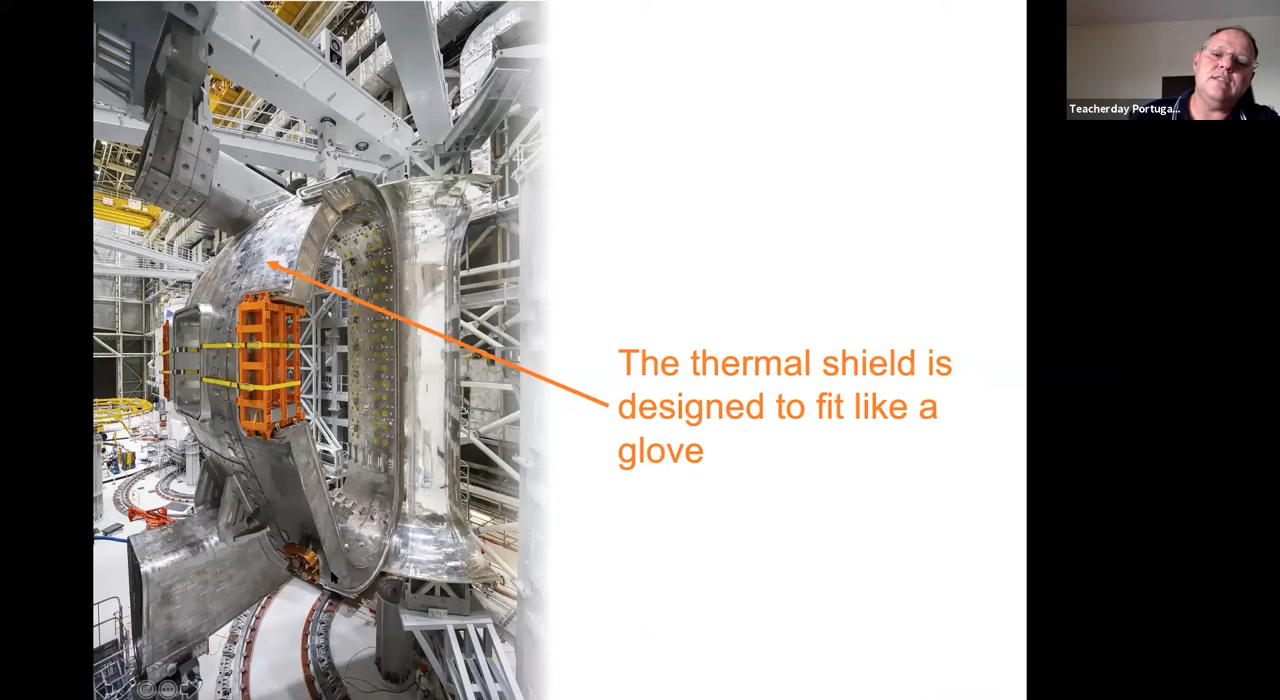 Teacherday Portuga...
The thermal shield is
designed to fit like a
glove